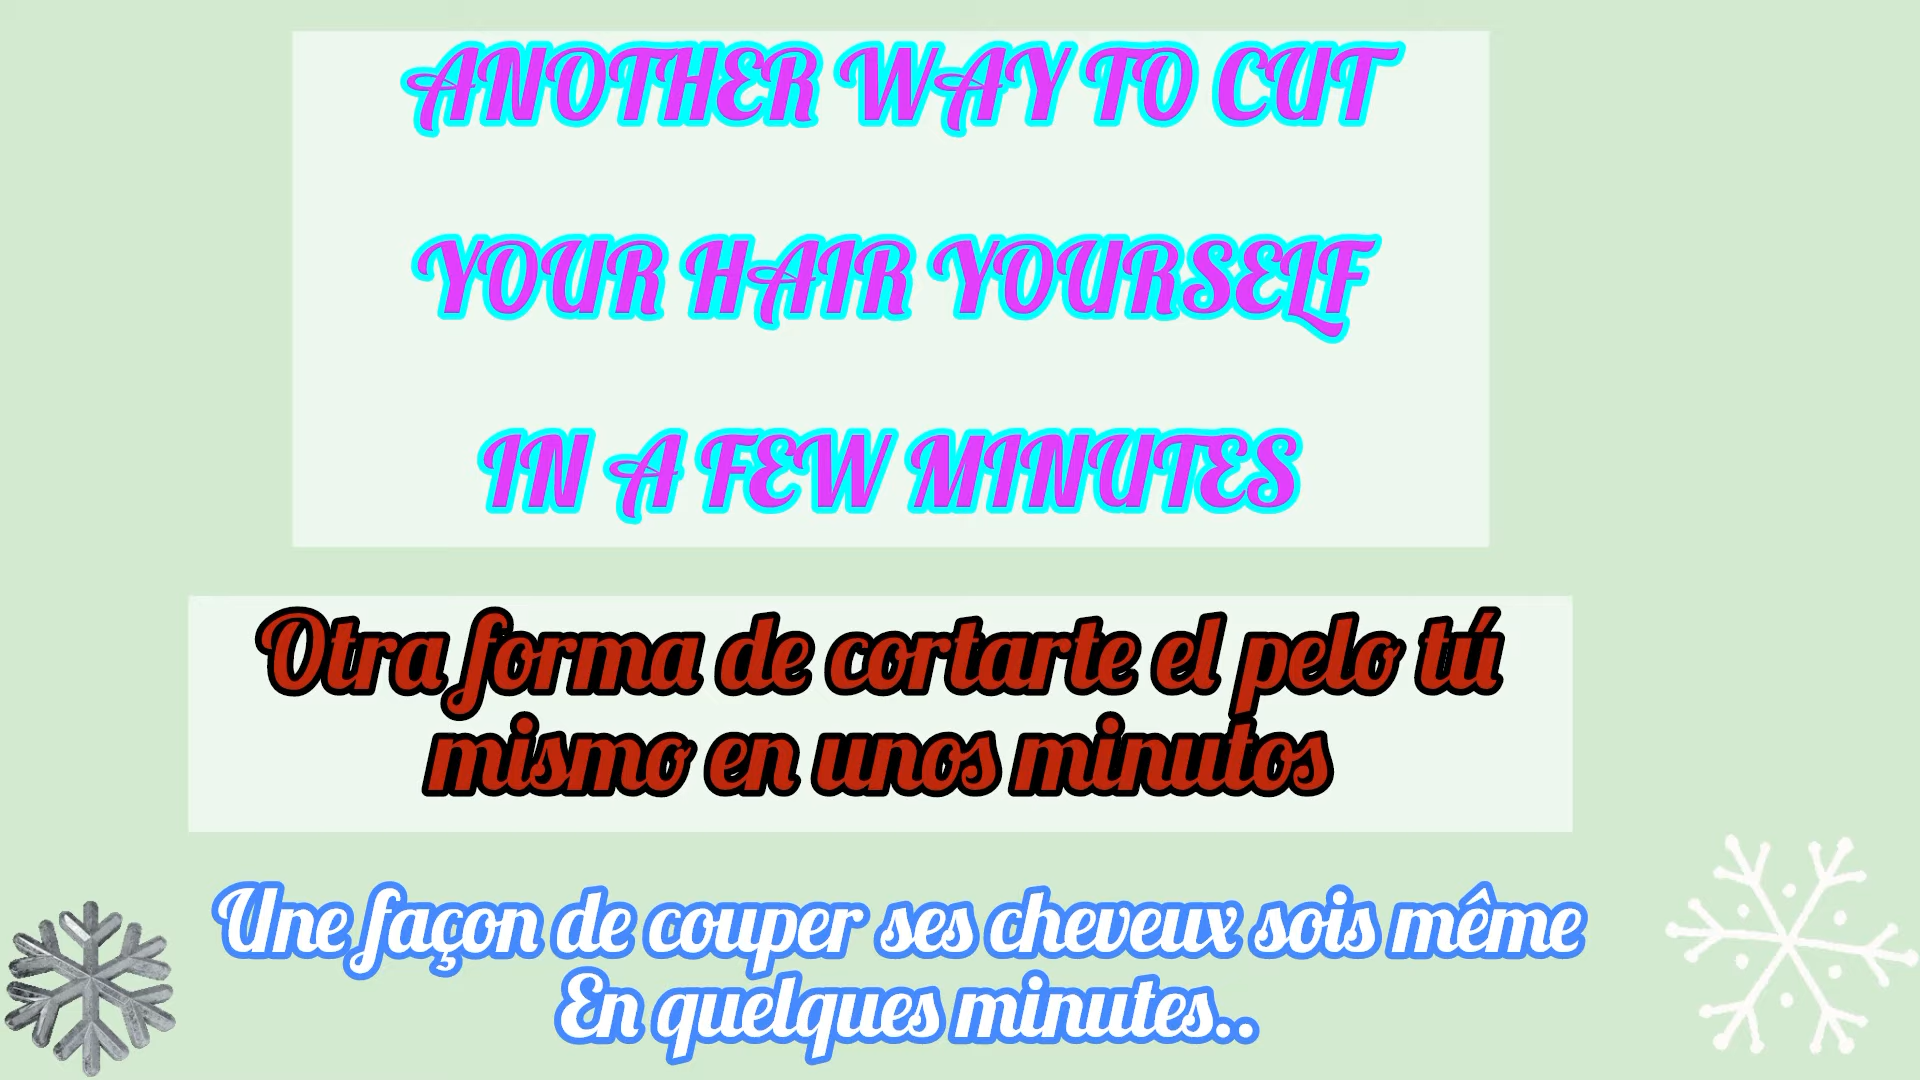 ANOTHER WAY TO CUT
YOUR HAIR YOURSELF
IN A FEW MINUTES
Otra forma de cortarte el pelo tú
mismo en unos minutos
Une façon de couper ses cheveux sois même
En quelques minutes..